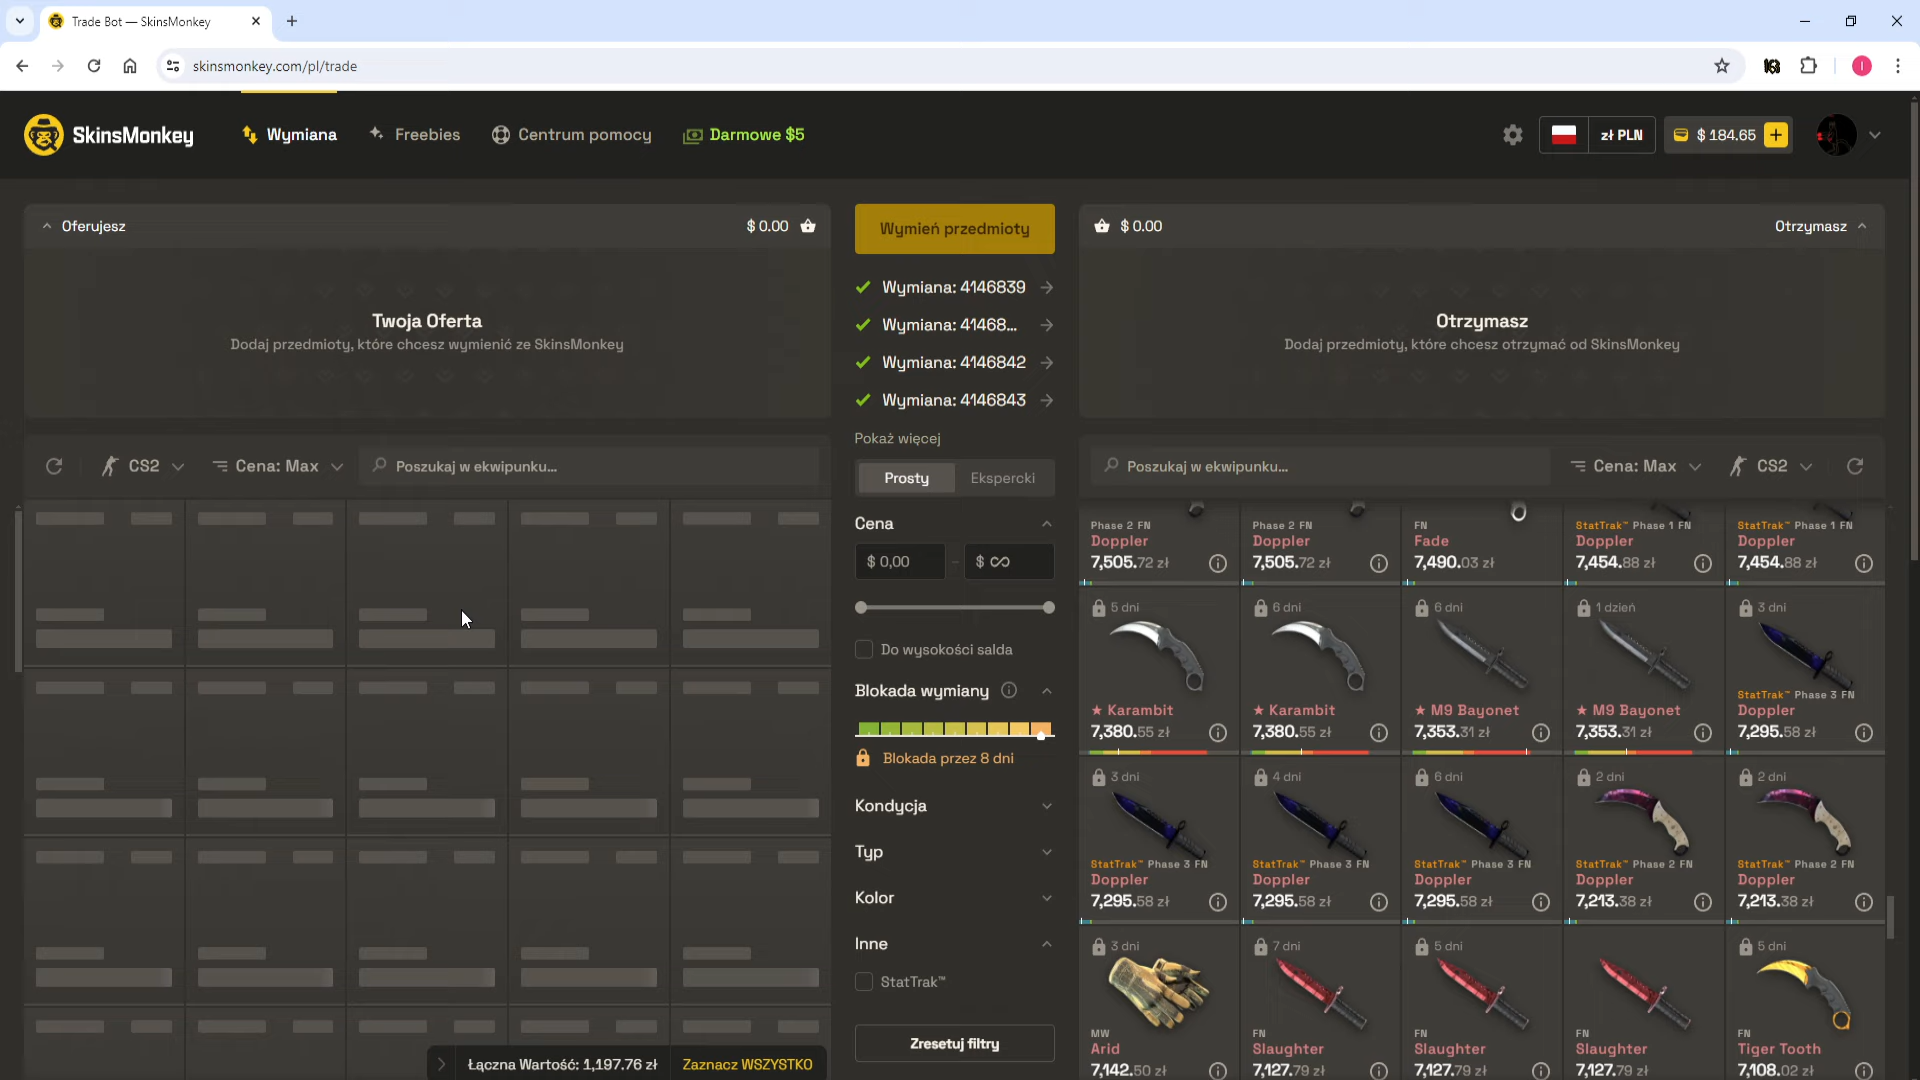 Trade Bot — SkinsMonkey
skinsmonkey.com/pl/trade
SkinsMonkey
Wymiana
Freebies
Centrum pomocy
Darmowe $5
zł PLN
$ 184.65
Oferujesz
$ 0.00
Twoja Oferta
Dodaj przedmioty, które chcesz wymienić ze SkinsMonkey
CS2
Cena: Max
Poszukaj w ekwipunku...
Łączna Wartość: 1,197.76 zł
Zaznacz WSZYSTKO
Wymień przedmioty
Wymiana: 4146839
Wymiana: 41468...
Wymiana: 4146842
Wymiana: 4146843
Pokaż więcej
Prosty
Ekspercki
Cena
$ 0,00
-
$ ∞
Do wysokości salda
Blokada wymiany
Blokada przez 8 dni
Kondycja
Typ
Kolor
Inne
StatTrak™
Zresetuj filtry
$ 0.00
Otrzymasz
Otrzymasz
Dodaj przedmioty, które chcesz otrzymać od SkinsMonkey
Poszukaj w ekwipunku...
Cena: Max
CS2
Phase 2 FN
Doppler
7,505.72 zł
Phase 2 FN
Doppler
7,505.72 zł
FN
Fade
7,490.03 zł
StatTrak™ Phase 1 FN
Doppler
7,454.88 zł
StatTrak™ Phase 1 FN
Doppler
7,454.88 zł
5 dni
★ Karambit
7,380.55 zł
6 dni
★ Karambit
7,380.55 zł
6 dni
★ M9 Bayonet
7,353.31 zł
1 dzień
★ M9 Bayonet
7,353.31 zł
3 dni
StatTrak™ Phase 3 FN
Doppler
7,295.58 zł
3 dni
StatTrak™ Phase 3 FN
Doppler
7,295.58 zł
4 dni
StatTrak™ Phase 3 FN
Doppler
7,295.58 zł
6 dni
StatTrak™ Phase 3 FN
Doppler
7,295.58 zł
2 dni
StatTrak™ Phase 2 FN
Doppler
7,213.38 zł
2 dni
StatTrak™ Phase 2 FN
Doppler
7,213.38 zł
3 dni
MW
Arid
7,142.50 zł
7 dni
FN
Slaughter
7,127.79 zł
5 dni
FN
Slaughter
7,127.79 zł
5 dni
FN
Slaughter
7,127.79 zł
5 dni
FN
Tiger Tooth
7,108.02 zł